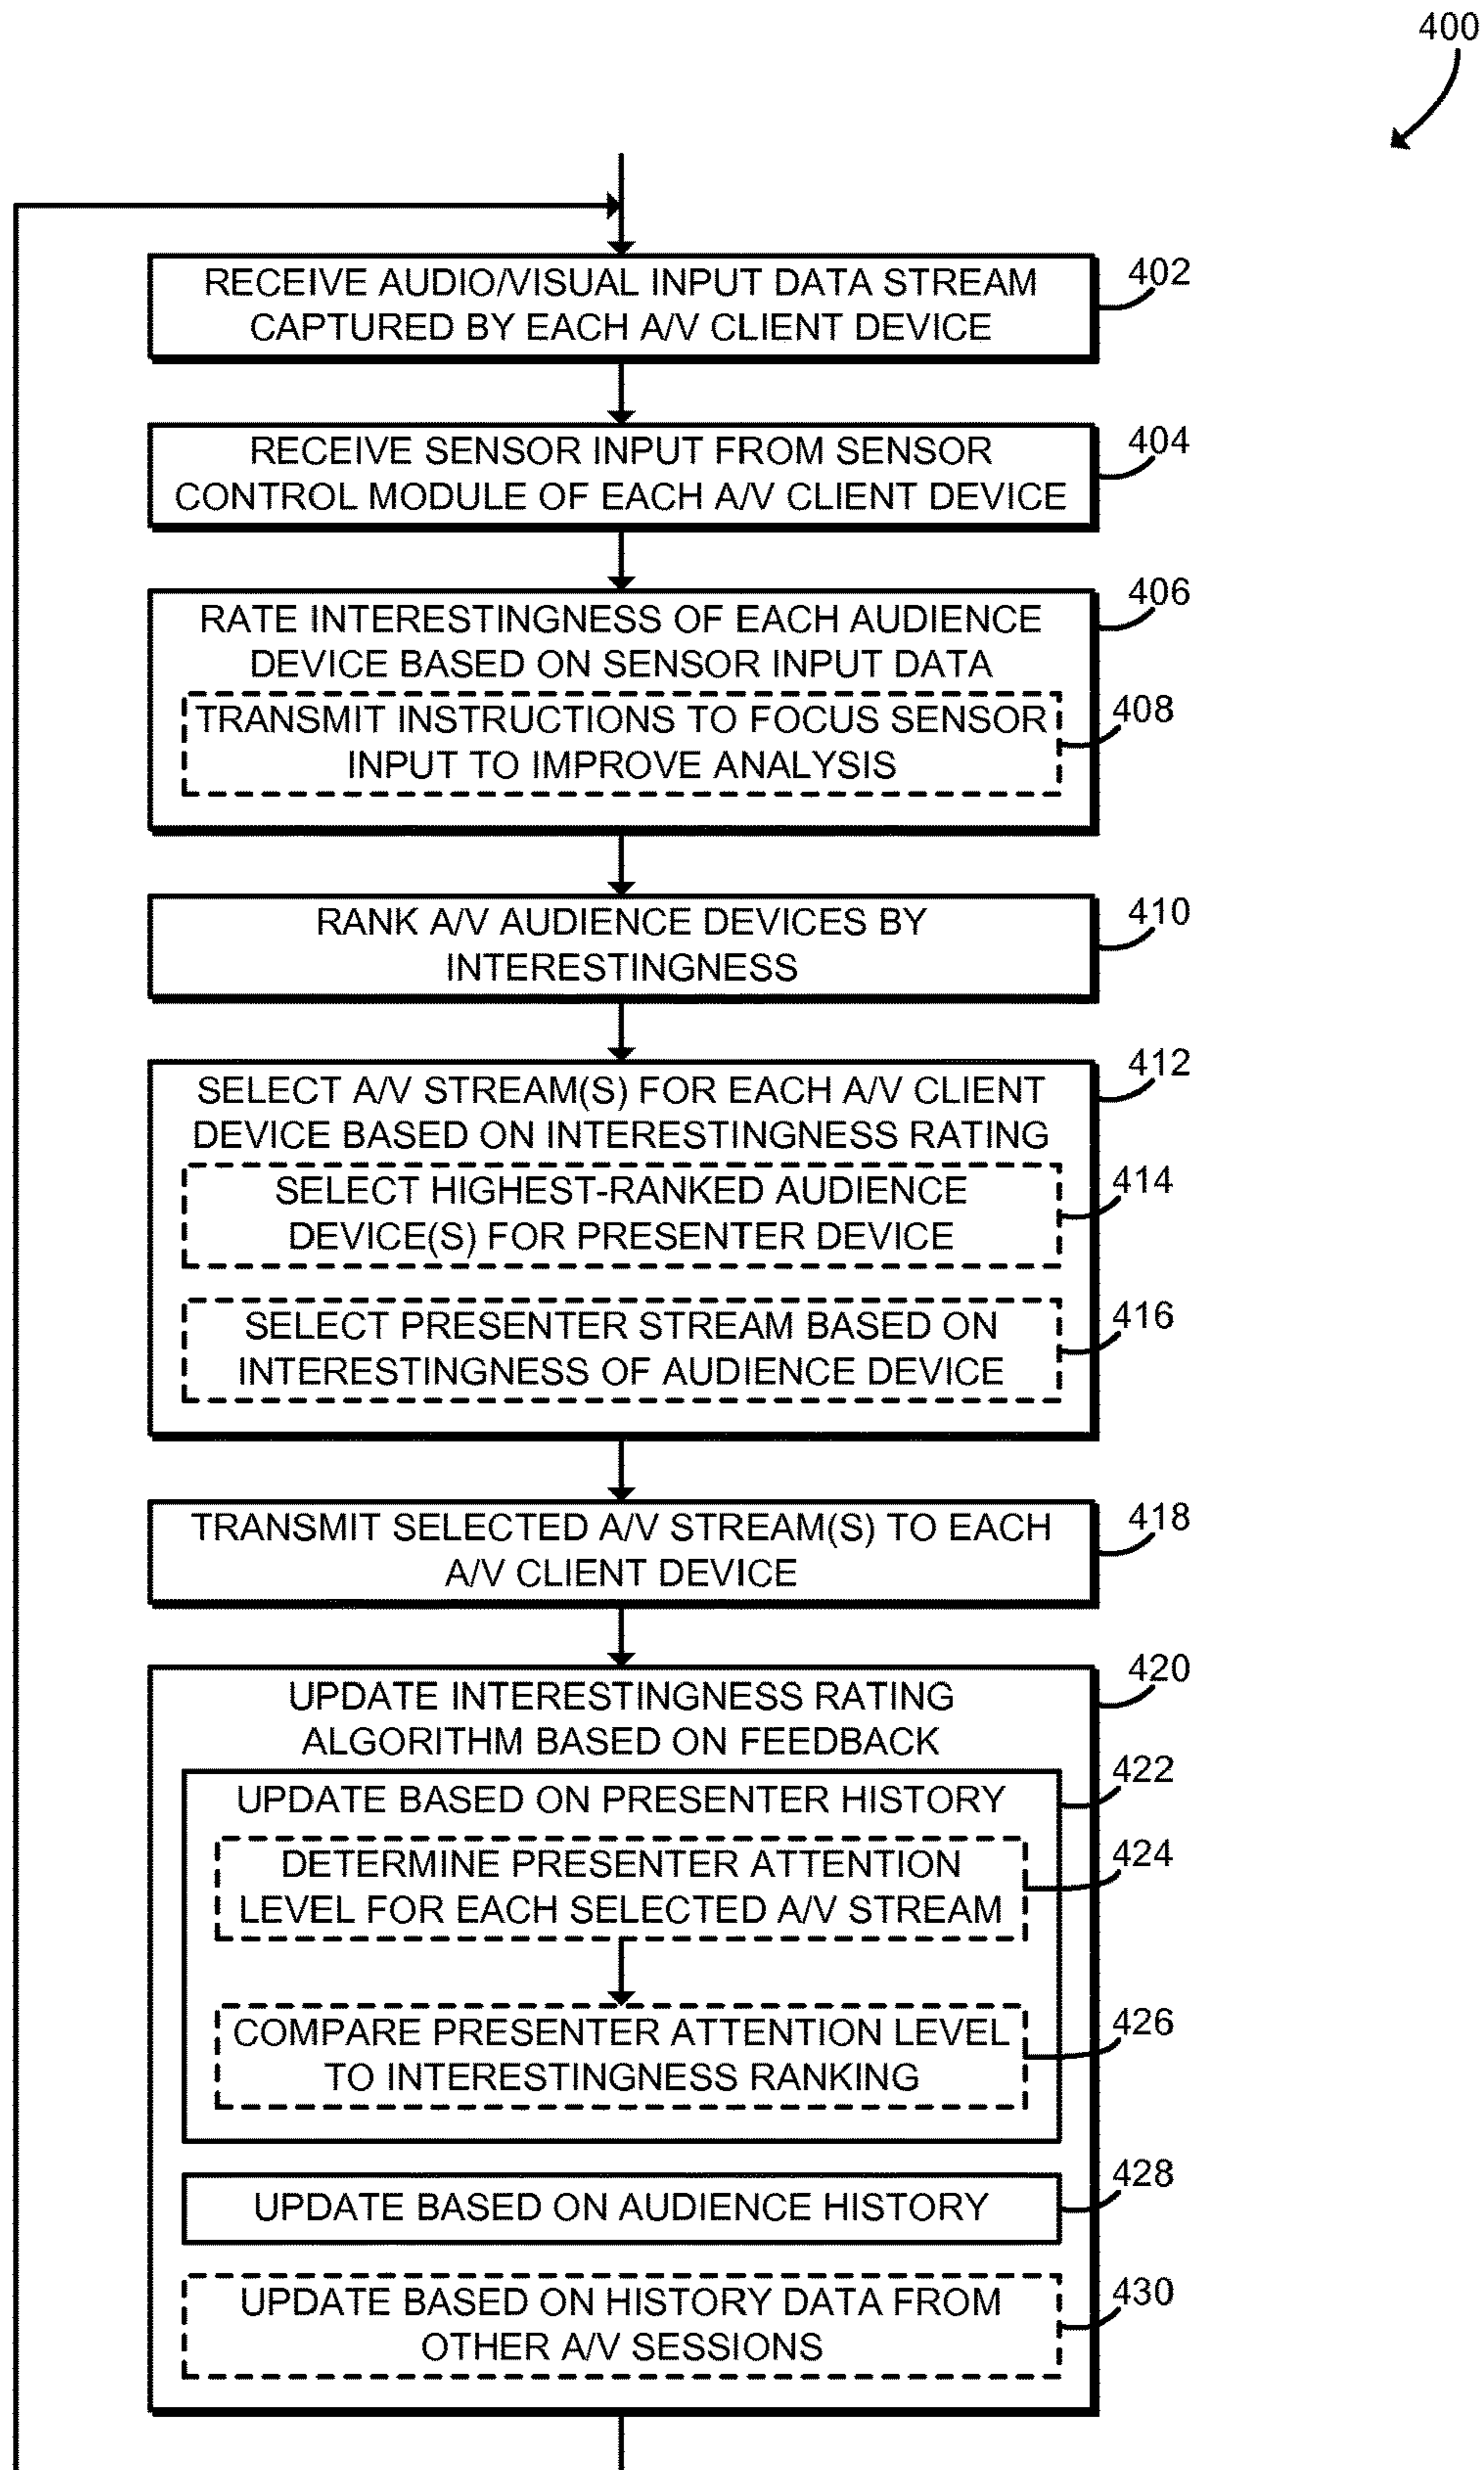 400
RECEIVE AUDIO/VISUAL INPUT DATA STREAM
CAPTURED BY EACH A/V CLIENT DEVICE
402
RECEIVE SENSOR INPUT FROM SENSOR
CONTROL MODULE OF EACH A/V CLIENT DEVICE
404
RATE INTERESTINGNESS OF EACH AUDIENCE
DEVICE BASED ON SENSOR INPUT DATA
406
TRANSMIT INSTRUCTIONS TO FOCUS SENSOR
INPUT TO IMPROVE ANALYSIS
408
RANK A/V AUDIENCE DEVICES BY
INTERESTINGNESS
410
SELECT A/V STREAM(S) FOR EACH A/V CLIENT
DEVICE BASED ON INTERESTINGNESS RATING
412
SELECT HIGHEST-RANKED AUDIENCE
DEVICE(S) FOR PRESENTER DEVICE
414
SELECT PRESENTER STREAM BASED ON
INTERESTINGNESS OF AUDIENCE DEVICE
416
TRANSMIT SELECTED A/V STREAM(S) TO EACH
A/V CLIENT DEVICE
418
UPDATE INTERESTINGNESS RATING
ALGORITHM BASED ON FEEDBACK
420
UPDATE BASED ON PRESENTER HISTORY
422
DETERMINE PRESENTER ATTENTION
LEVEL FOR EACH SELECTED A/V STREAM
424
COMPARE PRESENTER ATTENTION LEVEL
TO INTERESTINGNESS RANKING
426
UPDATE BASED ON AUDIENCE HISTORY
428
UPDATE BASED ON HISTORY DATA FROM
OTHER A/V SESSIONS
430